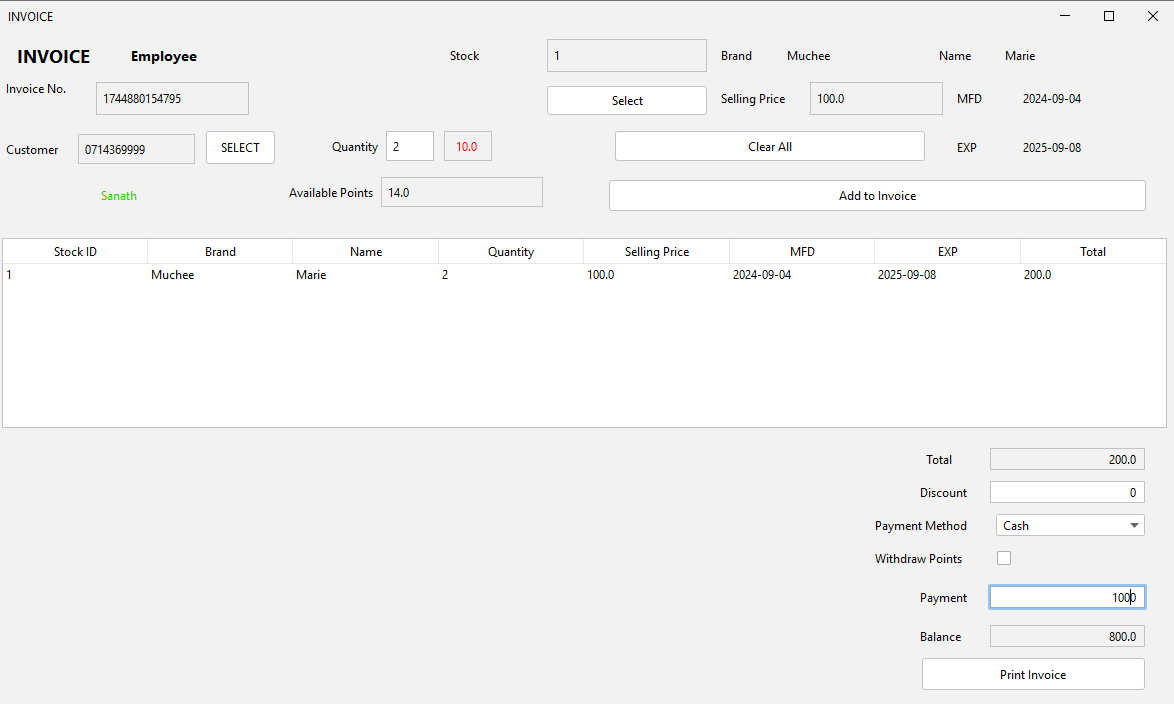 INVOICE
INVOICE Employee Stock 1 Brand Muchee Name Marie
Invoice No. 1744880154795 Select Selling Price 100.0 MFD 2024-09-04
Customer 0714369999 SELECT Quantity 2 10.0 Clear All EXP 2025-09-08
Sanath Available Points 14.0 Add to Invoice
Stock ID Brand Name Quantity Selling Price MFD EXP Total
1 Muchee Marie 2 100.0 2024-09-04 2025-09-08 200.0
Total 200.0
Discount 0
Payment Method Cash
Withdraw Points
Payment 1000
Balance 800.0
Print Invoice